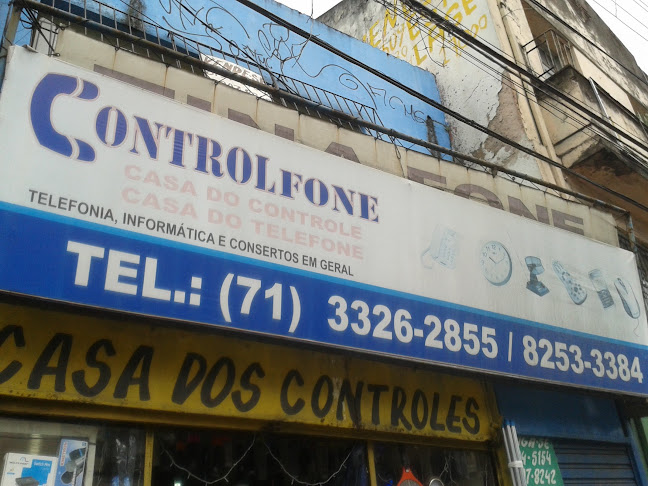 CONTROLFONE
CASA DO CONTROLE
CASA DO TELEFONE
TELEFONIA, INFORMÁTICA E CONSERTOS EM GERAL
TEL.: (71) 3326-2855 / 8253-3384
CASA DOS CONTROLES